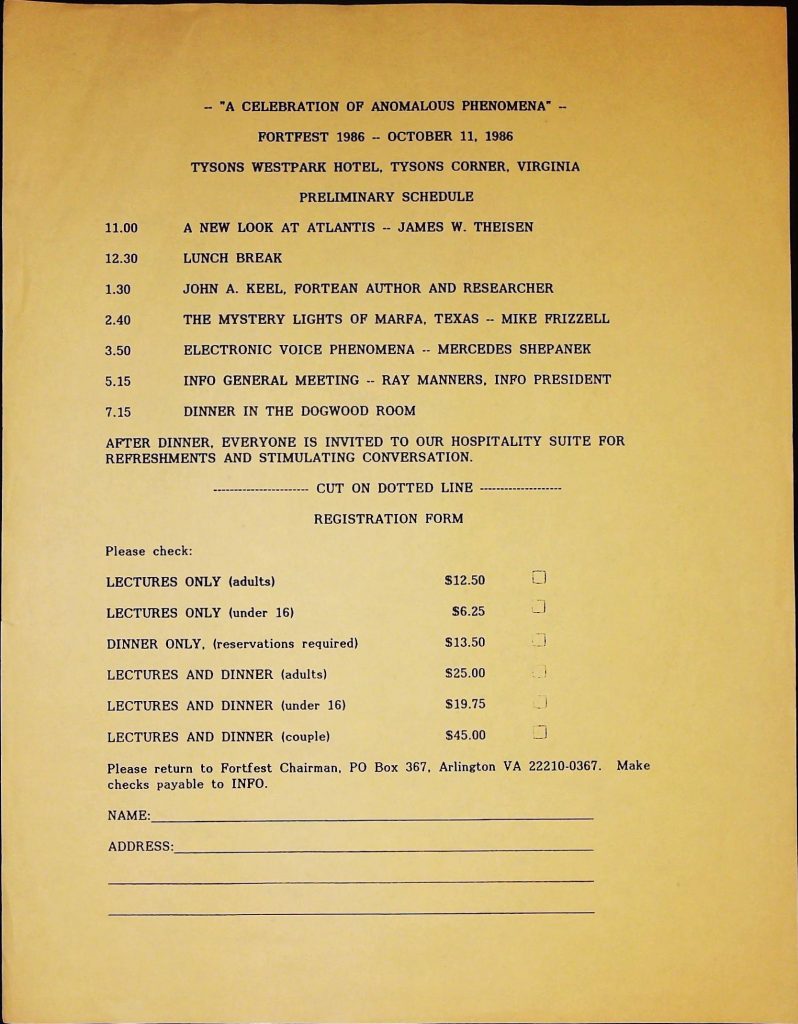 -- "A CELEBRATION OF ANOMALOUS PHENOMENA" --
FORTFEST 1986 -- OCTOBER 11, 1986
TYSONS WESTPARK HOTEL, TYSONS CORNER, VIRGINIA
PRELIMINARY SCHEDULE
11.00 A NEW LOOK AT ATLANTIS -- JAMES W. THEISEN
12.30 LUNCH BREAK
1.30 JOHN A. KEEL, FORTEAN AUTHOR AND RESEARCHER
2.40 THE MYSTERY LIGHTS OF MARFA, TEXAS -- MIKE FRIZZELL
3.50 ELECTRONIC VOICE PHENOMENA -- MERCEDES SHEPANEK
5.15 INFO GENERAL MEETING -- RAY MANNERS, INFO PRESIDENT
7.15 DINNER IN THE DOGWOOD ROOM
AFTER DINNER, EVERYONE IS INVITED TO OUR HOSPITALITY SUITE FOR
REFRESHMENTS AND STIMULATING CONVERSATION.
----------------------- CUT ON DOTTED LINE --------------------
REGISTRATION FORM
Please check:
LECTURES ONLY (adults) $12.50
LECTURES ONLY (under 16) $6.25
DINNER ONLY, (reservations required) $13.50
LECTURES AND DINNER (adults) $25.00
LECTURES AND DINNER (under 16) $19.75
LECTURES AND DINNER (couple) $45.00
Please return to Fortfest Chairman, PO Box 367, Arlington VA 22210-0367. Make
checks payable to INFO.
NAME:
ADDRESS: